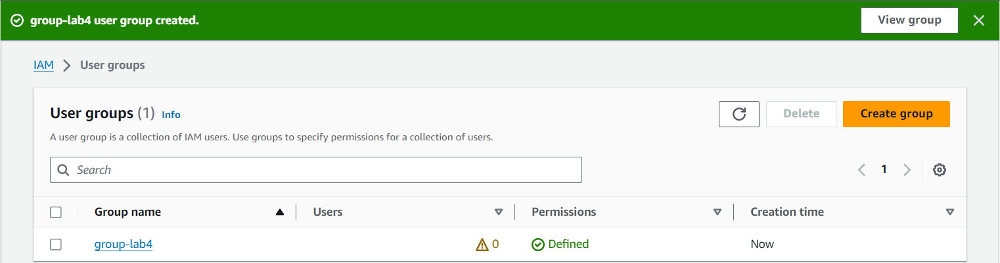 group-lab4 user group created.
View group
IAM
User groups
User groups (1) Info
Delete
Create group
A user group is a collection of IAM users. Use groups to specify permissions for a collection of users.
Search
1
Group name
Users
Permissions
Creation time
group-lab4
0
Defined
Now